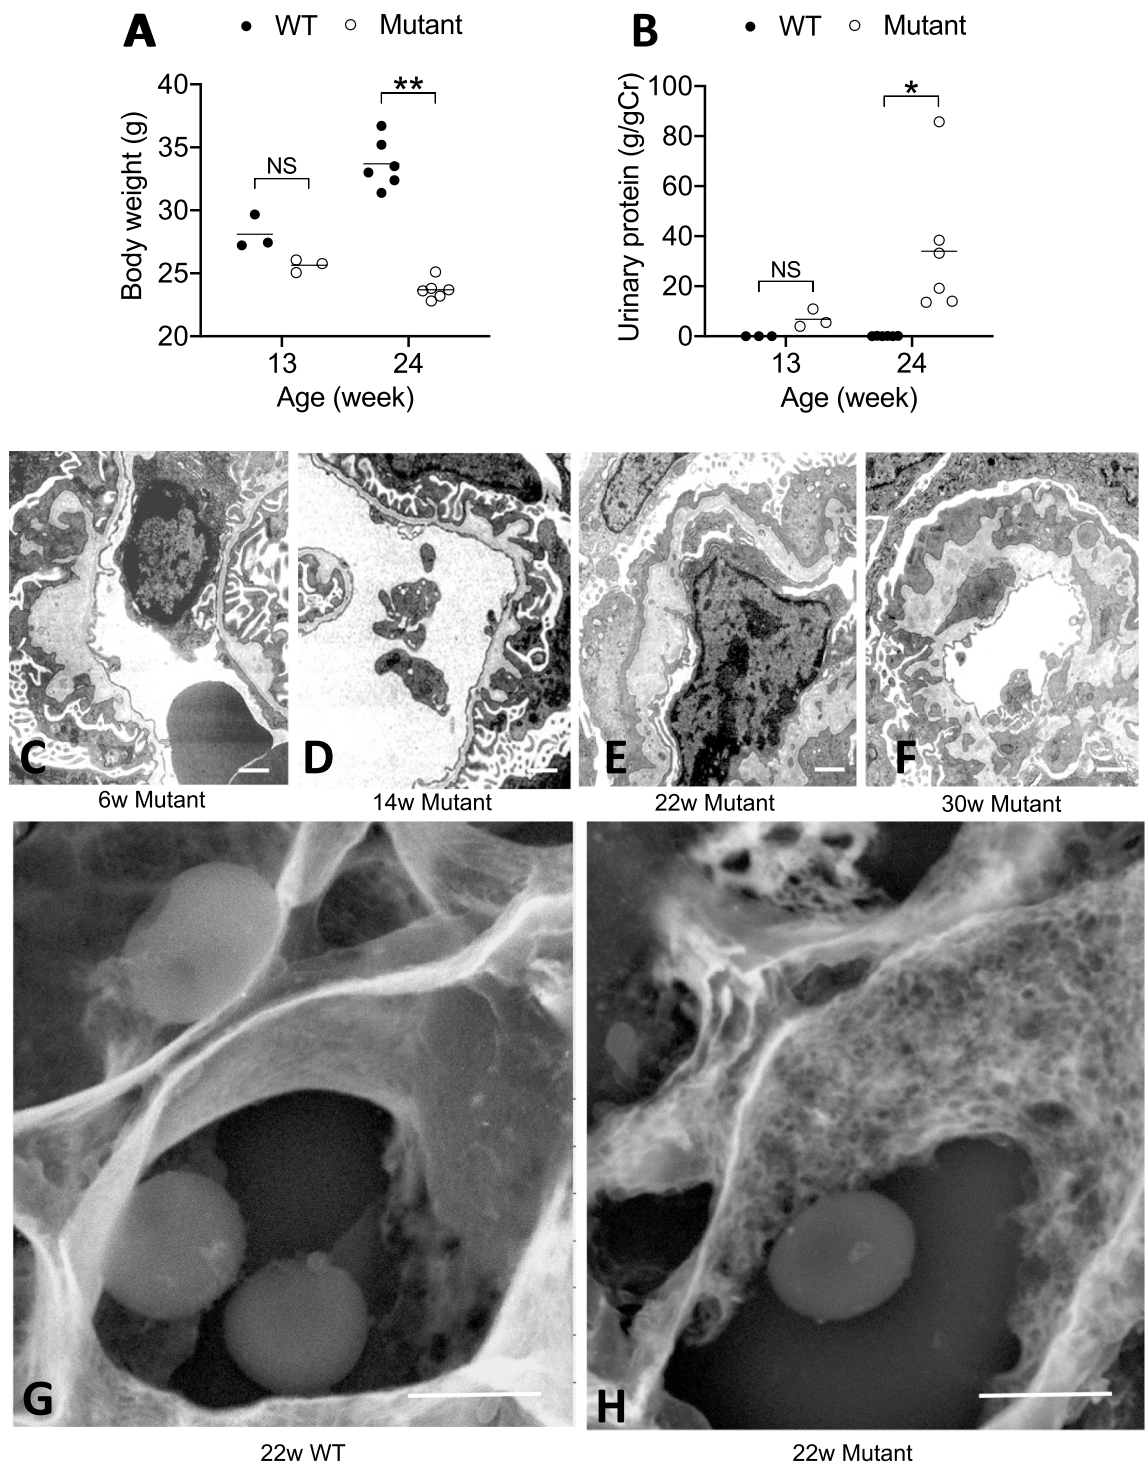 A
● WT ○ Mutant
Body weight (g)
40
35
30
25
20
NS
**
13
24
Age (week)
B
● WT ○ Mutant
Urinary protein (g/gCr)
100
80
60
40
20
0
NS
*
13
24
Age (week)
C
D
E
F
6w Mutant
14w Mutant
22w Mutant
30w Mutant
G
H
22w WT
22w Mutant